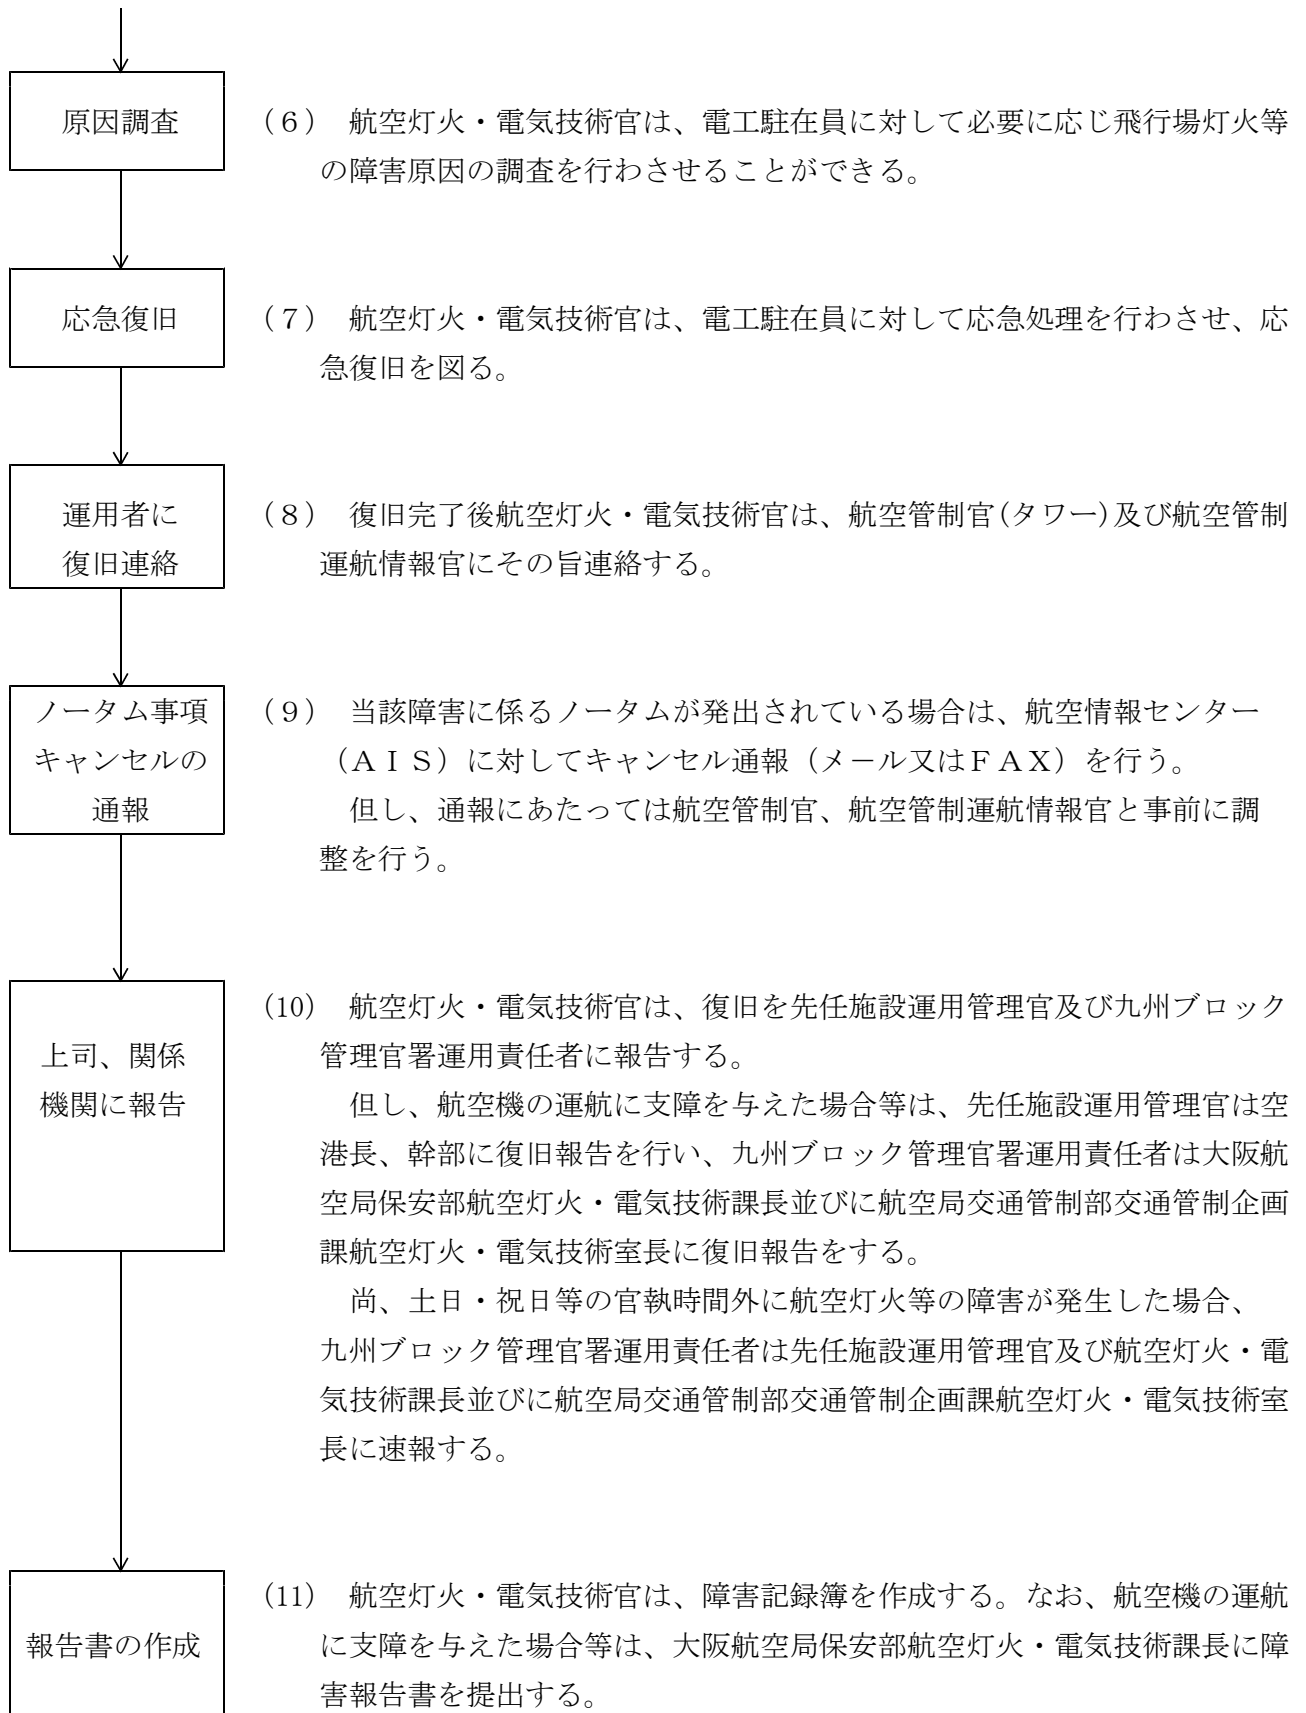 原因調査
(６)　航空灯火・電気技術官は、電工駐在員に対して必要に応じ飛行場灯火等
の障害原因の調査を行わさせることができる。
応急復旧
(７)　航空灯火・電気技術官は、電工駐在員に対して応急処理を行わさせ、応
急復旧を図る。
運用者に
復旧連絡
(８)　復旧完了後航空灯火・電気技術官は、航空管制官(タワー)及び航空管制
運航情報官にその旨連絡する。
ノータム事項
キャンセルの
通報
(９)　当該障害に係るノータムが発出されている場合は、航空情報センター
（ＡＩＳ）に対してキャンセル通報（メール又はＦＡＸ）を行う。
但し、通報にあたっては航空管制官、航空管制運航情報官と事前に調
整を行う。
上司、関係
機関に報告
(10)　航空灯火・電気技術官は、復旧を先任施設運用管理官及び九州ブロック
管理官署運用責任者に報告する。
但し、航空機の運航に支障を与えた場合等は、先任施設運用管理官は空
港長、幹部に復旧報告を行い、九州ブロック管理官署運用責任者は大阪航
空局保安部航空灯火・電気技術課長並びに航空局交通管制部交通管制企画
課航空灯火・電気技術室長に復旧報告をする。
尚、土日・祝日等の官執時間外に航空灯火等の障害が発生した場合、
九州ブロック管理官署運用責任者は先任施設運用管理官及び航空灯火・電
気技術課長並びに航空局交通管制部交通管制企画課航空灯火・電気技術室
長に速報する。
報告書の作成
(11)　航空灯火・電気技術官は、障害記録簿を作成する。なお、航空機の運航
に支障を与えた場合等は、大阪航空局保安部航空灯火・電気技術課長に障
害報告書を提出する。